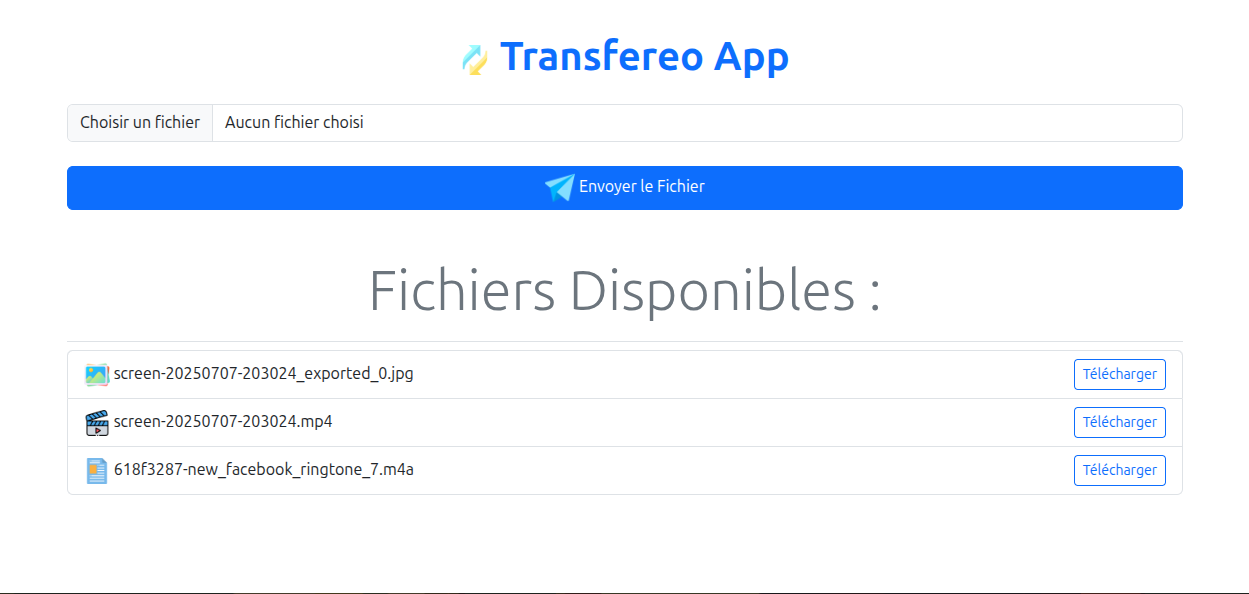 Transfereo App
Choisir un fichier Aucun fichier choisi
Envoyer le Fichier
Fichiers Disponibles :
screen-20250707-203024_exported_0.jpg Télécharger
screen-20250707-203024.mp4 Télécharger
618f3287-new_facebook_ringtone_7.m4a Télécharger